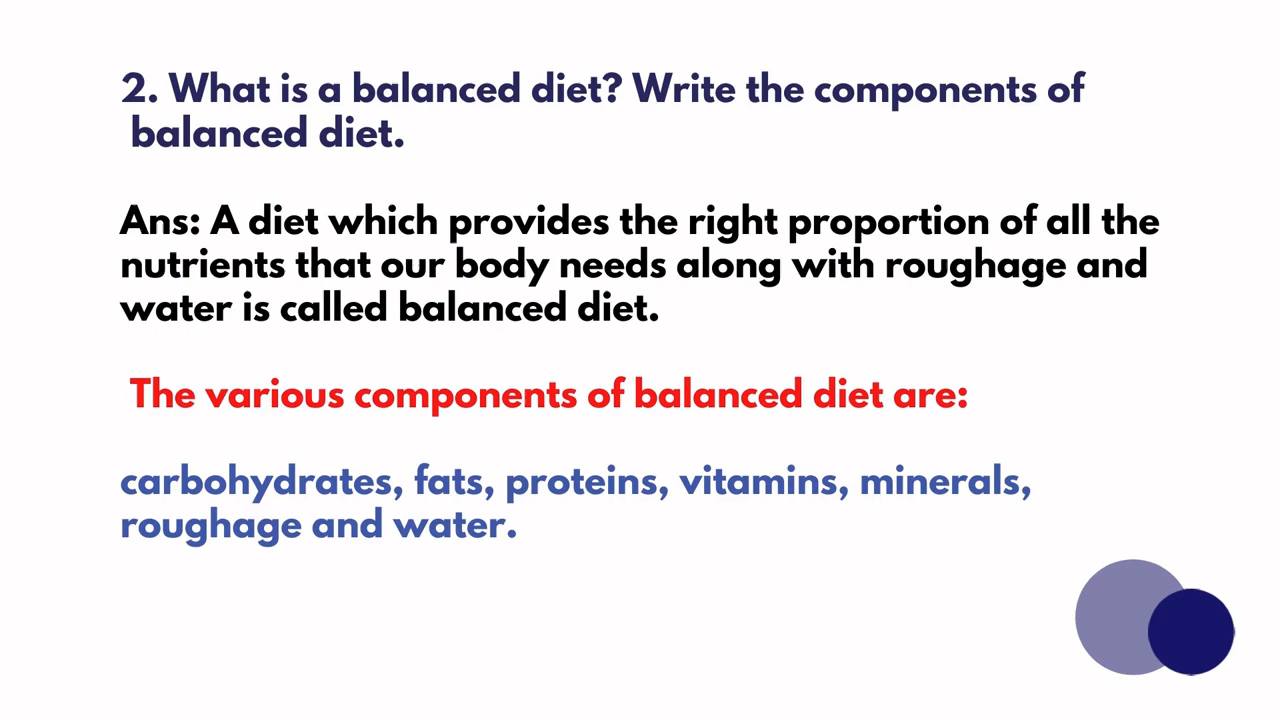 2. What is a balanced diet? Write the components of
balanced diet.
Ans: A diet which provides the right proportion of all the
nutrients that our body needs along with roughage and
water is called balanced diet.
The various components of balanced diet are:
carbohydrates, fats, proteins, vitamins, minerals,
roughage and water.